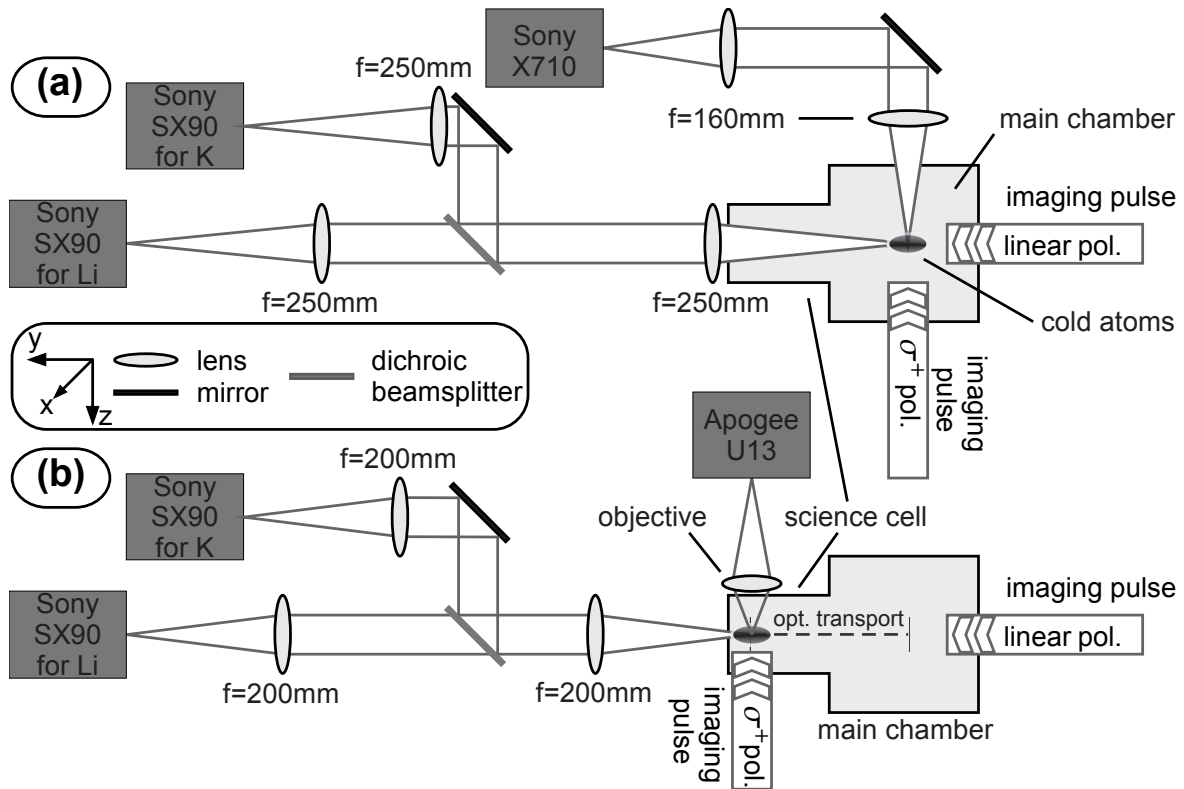 (a)
Sony
SX90
for K
f=250mm
Sony
X710
f=160mm
main chamber
imaging pulse
linear pol.
Sony
SX90
for Li
f=250mm
f=250mm
cold atoms
σ+ pol.
imaging
pulse
y
x
z
lens
mirror
dichroic
beamsplitter
(b)
Sony
SX90
for K
f=200mm
Apogee
U13
objective
science cell
Sony
SX90
for Li
f=200mm
f=200mm
opt. transport
imaging pulse
linear pol.
σ+ pol.
imaging
pulse
main chamber